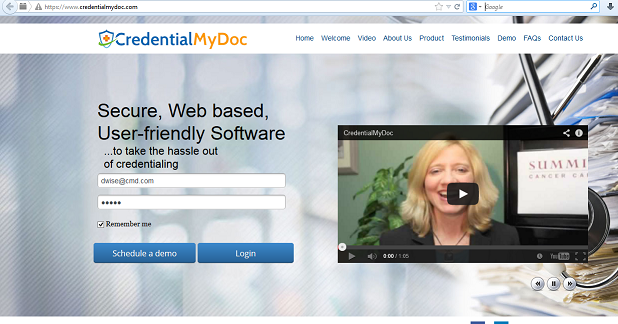 https://www.credentialmydoc.com
Google
CredentialMyDoc
Home Welcome Video About Us Product Testimonials Demo FAQs Contact Us
Secure, Web based,
User-friendly Software
...to take the hassle out
of credentialing
dwise@cmd.com
Remember me
Schedule a demo Login
CredentialMyDoc
SUMMI
CANCER CA
0:00 / 1:05
YouTube